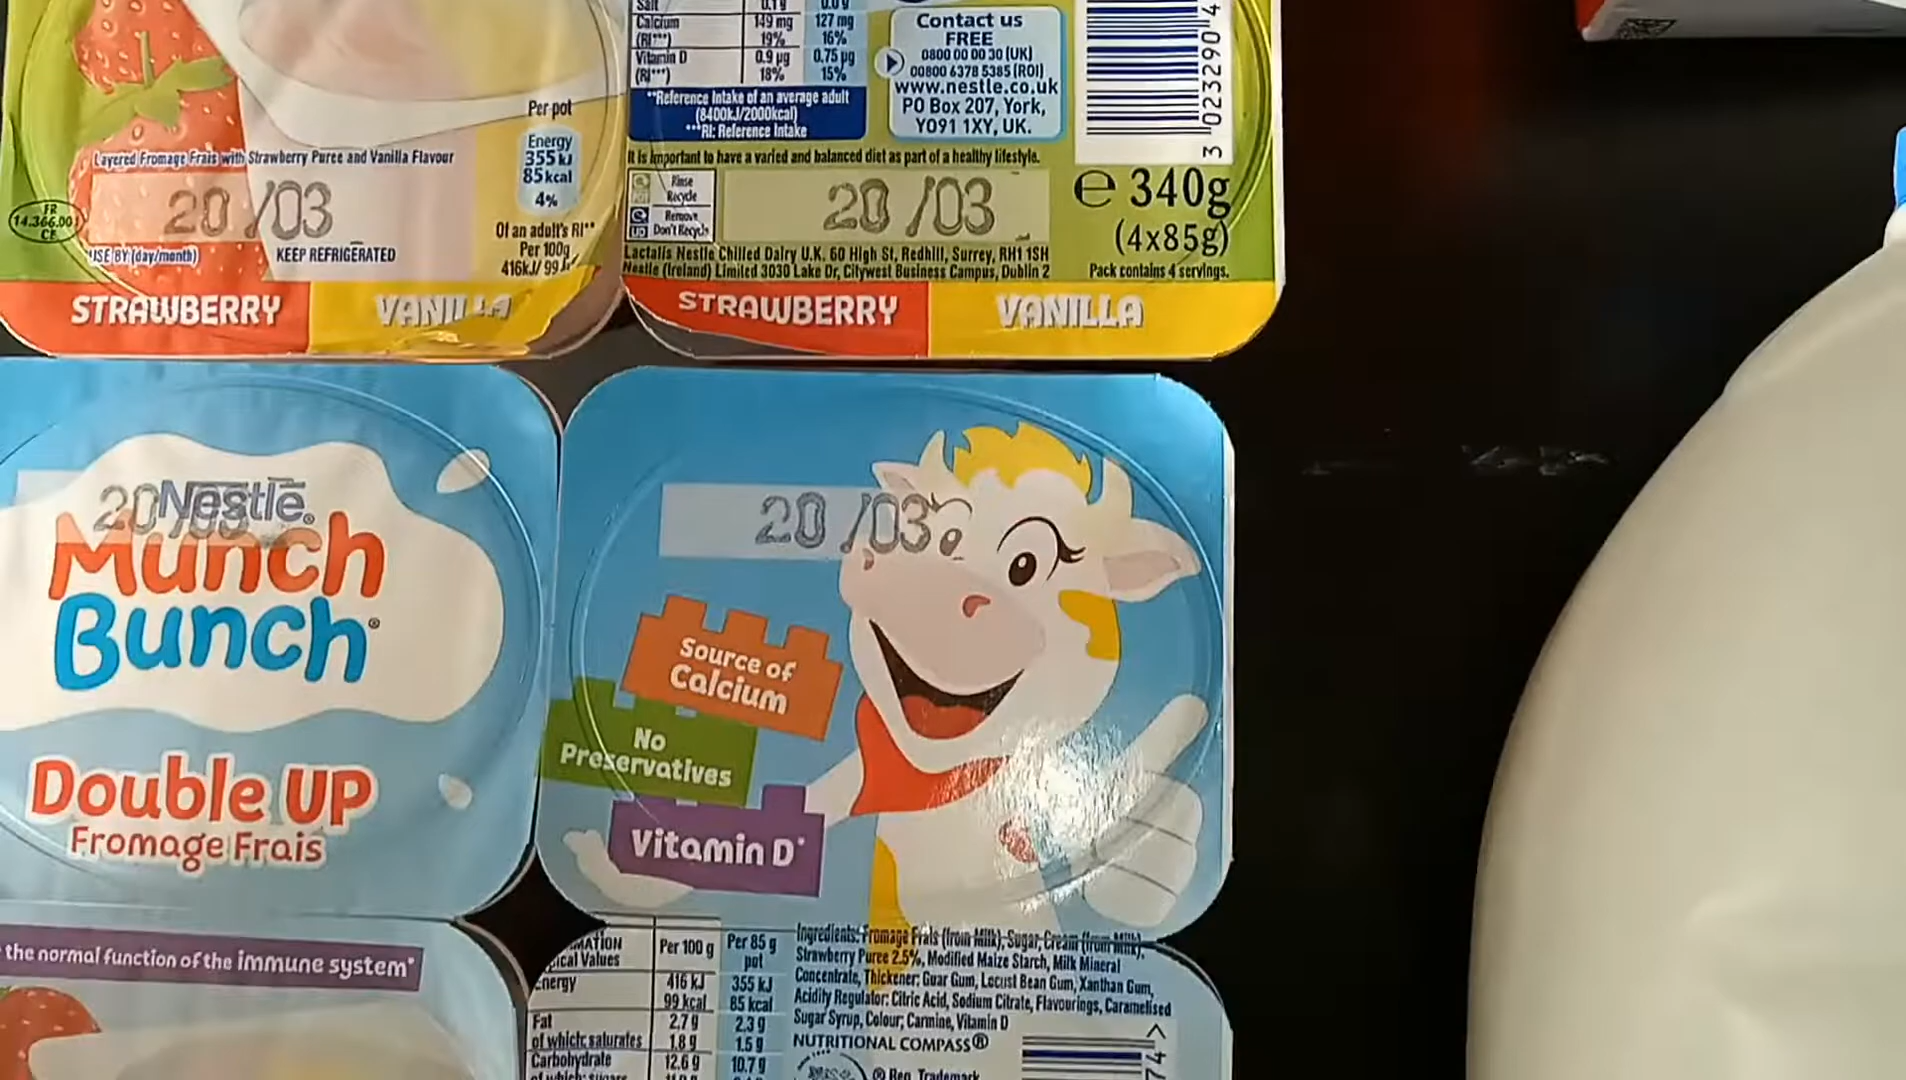 Per pot
Energy
355 kJ
85 kcal
4%
Of an adult's RI**
Per 100g
416kJ/ 99
Layered Fromage Frais with Strawberry Puree and Vanilla Flavour
20 /03
FR
14.366.001
CE
USE BY (day/month)
KEEP REFRIGERATED
STRAWBERRY
VANILLA
Salt 0.1 g
Calcium 149 mg 127 mg
(RI***) 19% 16%
Vitamin D 0.9 µg 0.75 µg
(RI***) 18% 15%
**Reference Intake of an average adult
(8400kJ/2000kcal)
***RI: Reference Intake
Contact us
FREE
0800 00 00 30 (UK)
00800 6378 5385 (ROI)
www.nestle.co.uk
PO Box 207, York,
YO91 1XY, UK.
It is important to have a varied and balanced diet as part of a healthy lifestyle.
Rinse
Recycle
Remove
Don't Recycle
20 /03
e 340g
(4x85g)
Pack contains 4 servings.
Lactalis Nestle Chilled Dairy U.K. 60 High St, Redhill, Surrey, RH1 1SH
Nestle (Ireland) Limited 3030 Lake Dr, Citywest Business Campus, Dublin 2
STRAWBERRY
VANILLA
20 /03
Nestlé®
Munch
Bunch®
Double UP
Fromage Frais
20 /03
Source of
Calcium
No
Preservatives
Vitamin D*
the normal function of the immune system*
Per 100 g
Per 85 g
pot
Energy 416 kJ 355 kJ
99 kcal 85 kcal
Fat 2.7 g 2.3 g
of which: saturates 1.8 g 1.5 g
Carbohydrate 12.6 g 10.7 g
of which: sugars
Ingredients: Fromage Frais (from Milk), Sugar, Cream (from Milk),
Strawberry Puree 2.5%, Modified Maize Starch, Milk Mineral
Concentrate, Thickener: Guar Gum, Locust Bean Gum, Xanthan Gum,
Acidity Regulator: Citric Acid, Sodium Citrate, Flavourings, Caramelised
Sugar Syrup, Colour; Carmine, Vitamin D
NUTRITIONAL COMPASS®
® Reg. Trademark